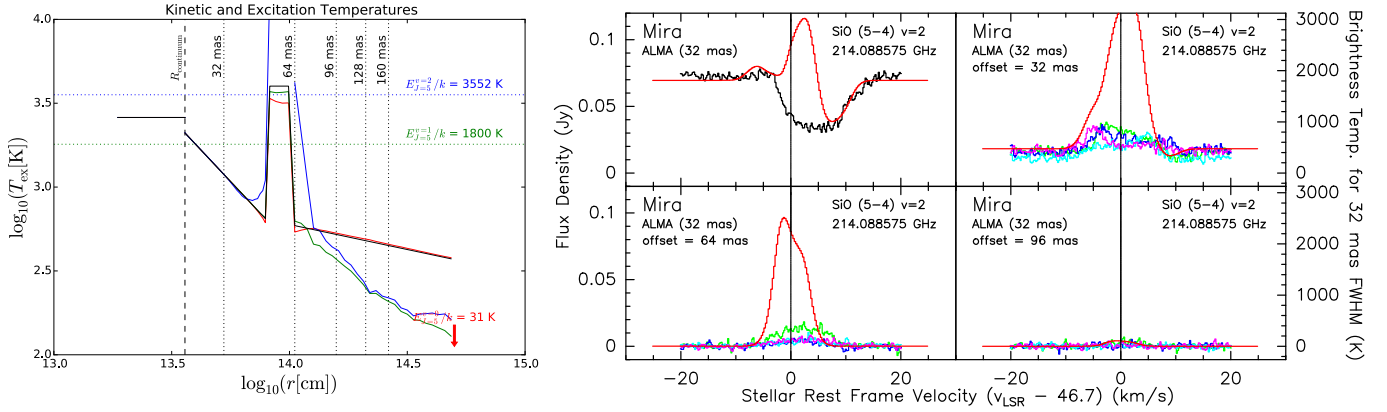 Kinetic and Excitation Temperatures
4.0
3.5
3.0
2.5
2.0
13.0
13.5
14.0
14.5
15.0
log₁₀(T_ex[K])
log₁₀(r[cm])
R_continuum
32 mas
64 mas
96 mas
128 mas
160 mas
E^{v=2}_{J=5}/k = 3552 K
E^{v=1}_{J=5}/k = 1800 K
/k = 31 K
Mira
ALMA (32 mas)
SiO (5−4) v=2
214.088575 GHz
Mira
ALMA (32 mas)
offset = 32 mas
SiO (5−4) v=2
214.088575 GHz
Mira
ALMA (32 mas)
offset = 64 mas
SiO (5−4) v=2
214.088575 GHz
Mira
ALMA (32 mas)
offset = 96 mas
SiO (5−4) v=2
214.088575 GHz
0.1
0.05
0
0.1
0.05
0
Flux Density (Jy)
3000
2000
1000
0
3000
2000
1000
0
Brightness Temp. for 32 mas FWHM (K)
−20
0
20
−20
0
20
Stellar Rest Frame Velocity (v_LSR − 46.7) (km/s)